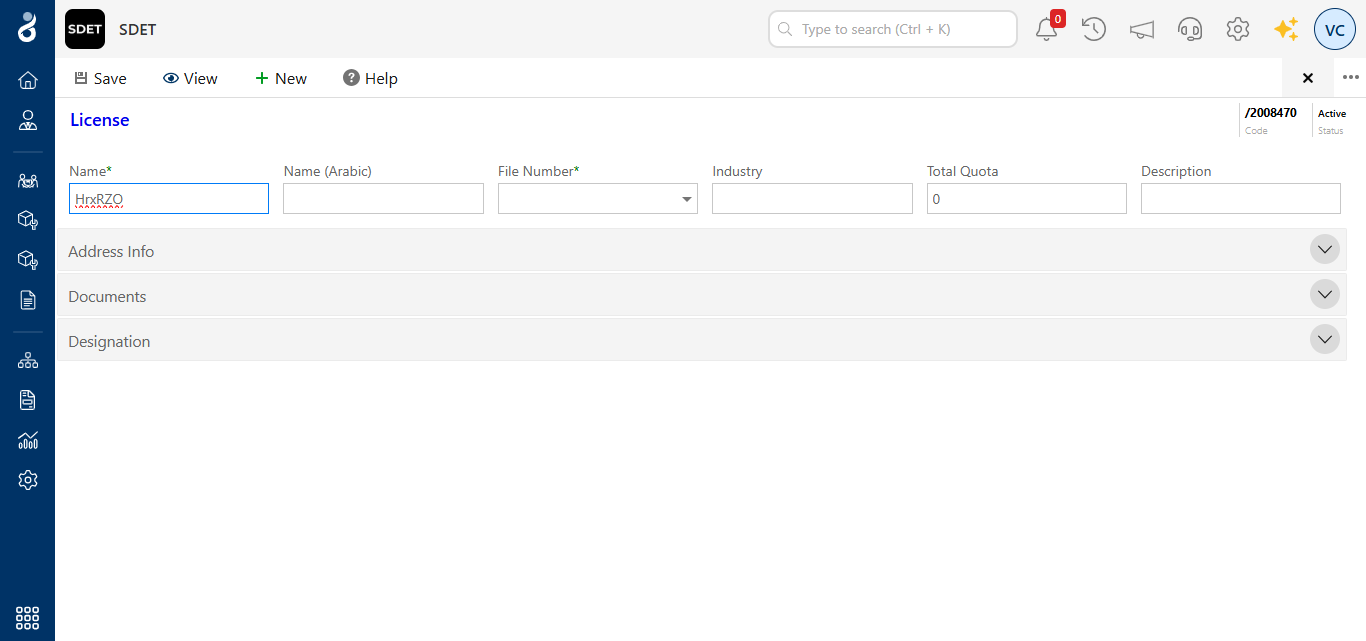 SDET SDET Type to search (Ctrl + K) 0 VC
Save View New ? Help
License /2008470 Active
Code Status
Name* Name (Arabic) File Number* Industry Total Quota Description
HrxRZO 0
Address Info
Documents
Designation